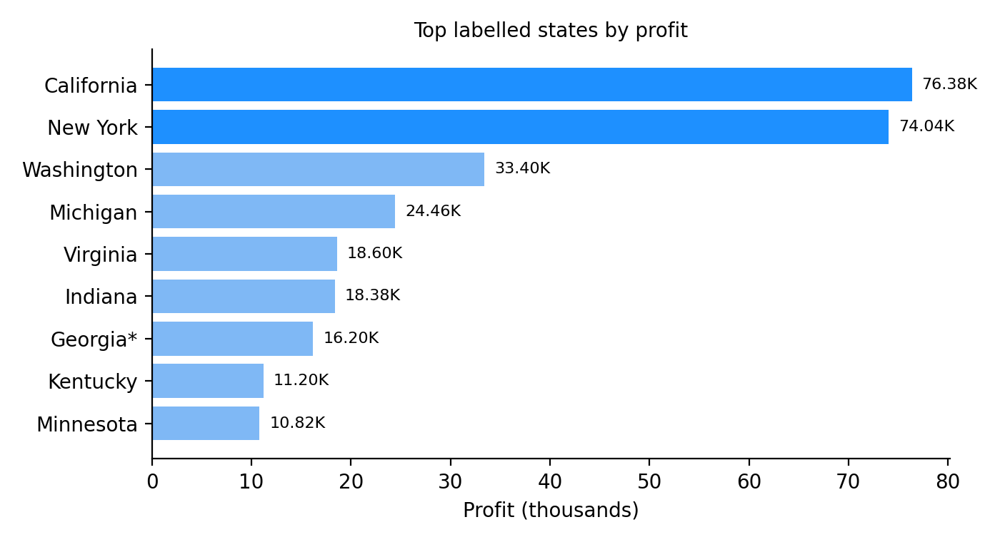 Top labelled states by profit
California 76.38K
New York 74.04K
Washington 33.40K
Michigan 24.46K
Virginia 18.60K
Indiana 18.38K
Georgia* 16.20K
Kentucky 11.20K
Minnesota 10.82K
0 10 20 30 40 50 60 70 80
Profit (thousands)